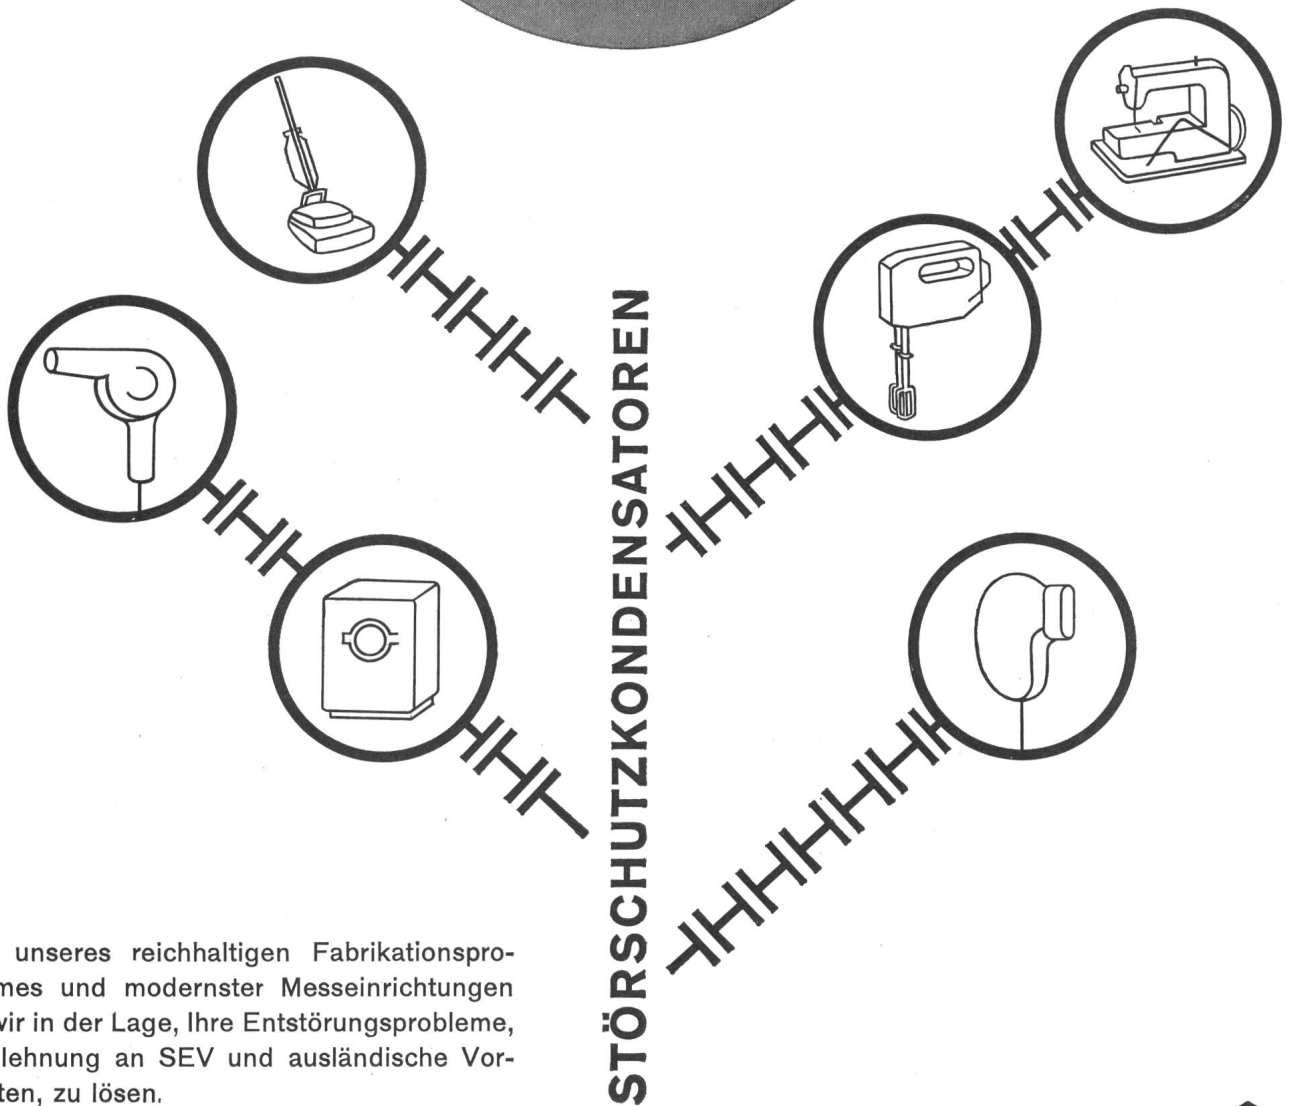 STÖRSCHUTZKONDENSATOREN
unseres reichhaltigen Fabrikationspro-
mes und modernster Messeinrichtungen
wir in der Lage, Ihre Entstörungsprobleme,
lehnung an SEV und ausländische Vor-
ten, zu lösen.